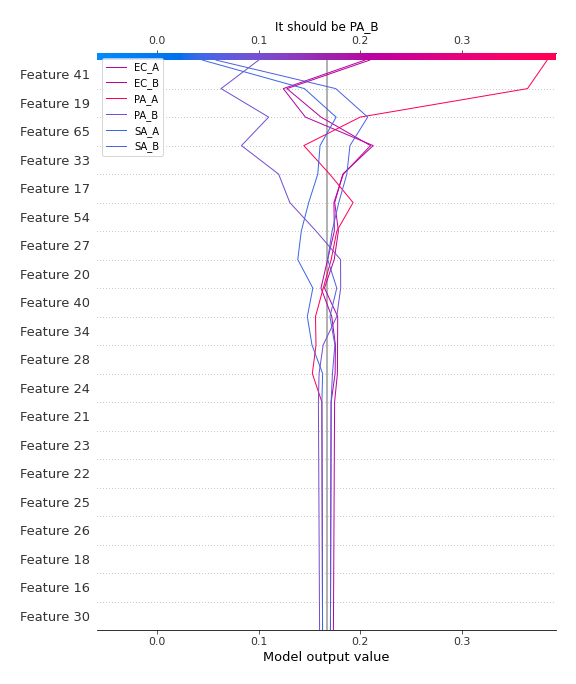 It should be PA_B
0.0 0.1 0.2 0.3
EC_A
EC_B
PA_A
PA_B
SA_A
SA_B
Feature 41
Feature 19
Feature 65
Feature 33
Feature 17
Feature 54
Feature 27
Feature 20
Feature 40
Feature 34
Feature 28
Feature 24
Feature 21
Feature 23
Feature 22
Feature 25
Feature 26
Feature 18
Feature 16
Feature 30
0.0 0.1 0.2 0.3
Model output value